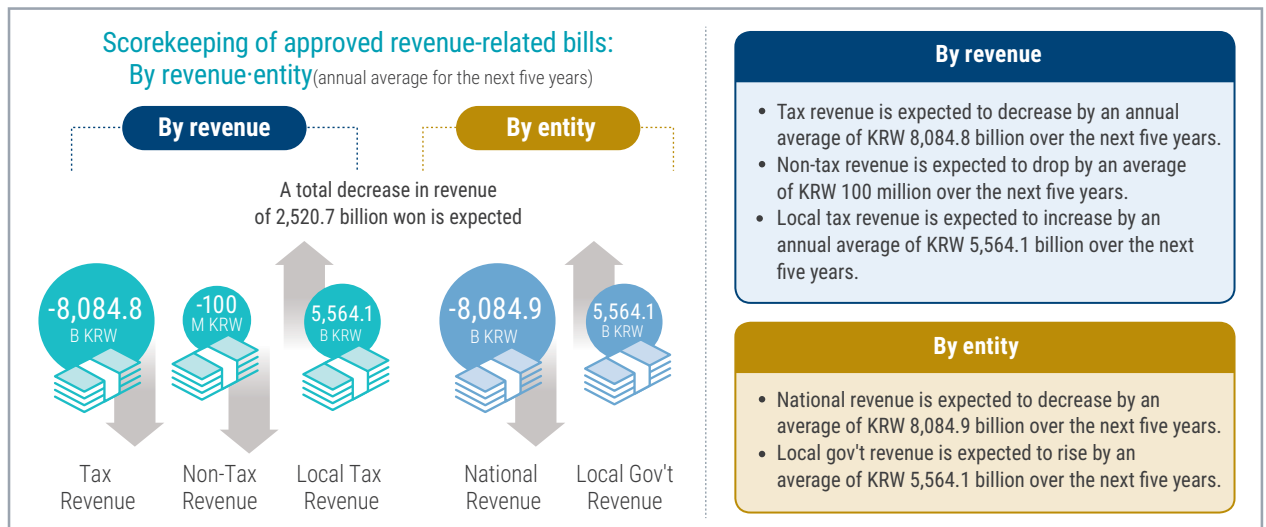 Scorekeeping of approved revenue-related bills:
By revenue·entity(annual average for the next five years)
By revenue
By entity
A total decrease in revenue
of 2,520.7 billion won is expected
-8,084.8
B KRW
-100
M KRW
5,564.1
B KRW
-8,084.9
B KRW
5,564.1
B KRW
Tax
Revenue
Non-Tax
Revenue
Local Tax
Revenue
National
Revenue
Local Gov't
Revenue
By revenue
• Tax revenue is expected to decrease by an annual
average of KRW 8,084.8 billion over the next five years.
• Non-tax revenue is expected to drop by an average
of KRW 100 million over the next five years.
• Local tax revenue is expected to increase by an
annual average of KRW 5,564.1 billion over the next
five years.
By entity
• National revenue is expected to decrease by an
average of KRW 8,084.9 billion over the next five years.
• Local gov't revenue is expected to rise by an
average of KRW 5,564.1 billion over the next five years.